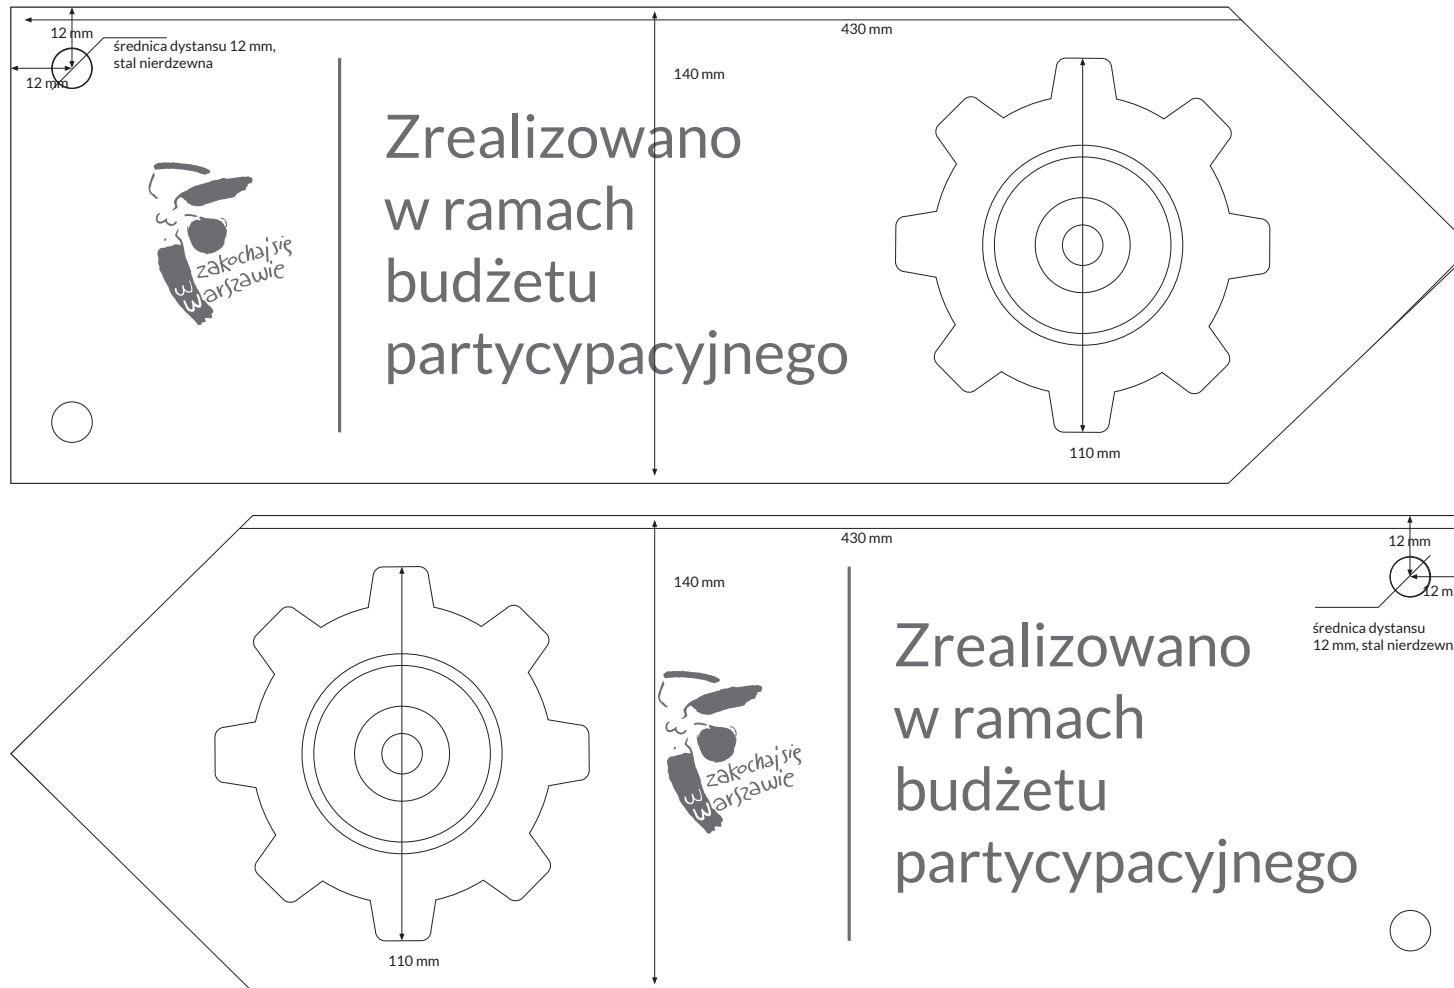 430 mm
12 mm
średnica dystansu 12 mm,
stal nierdzewna
12 mm
140 mm
Zrealizowano
w ramach
budżetu
partycypacyjnego
zakochaj się
w warszawie
110 mm
430 mm
12 mm
140 mm
12 m
średnica dystansu
12 mm, stal nierdzewn
Zrealizowano
w ramach
budżetu
partycypacyjnego
zakochaj się
w warszawie
110 mm